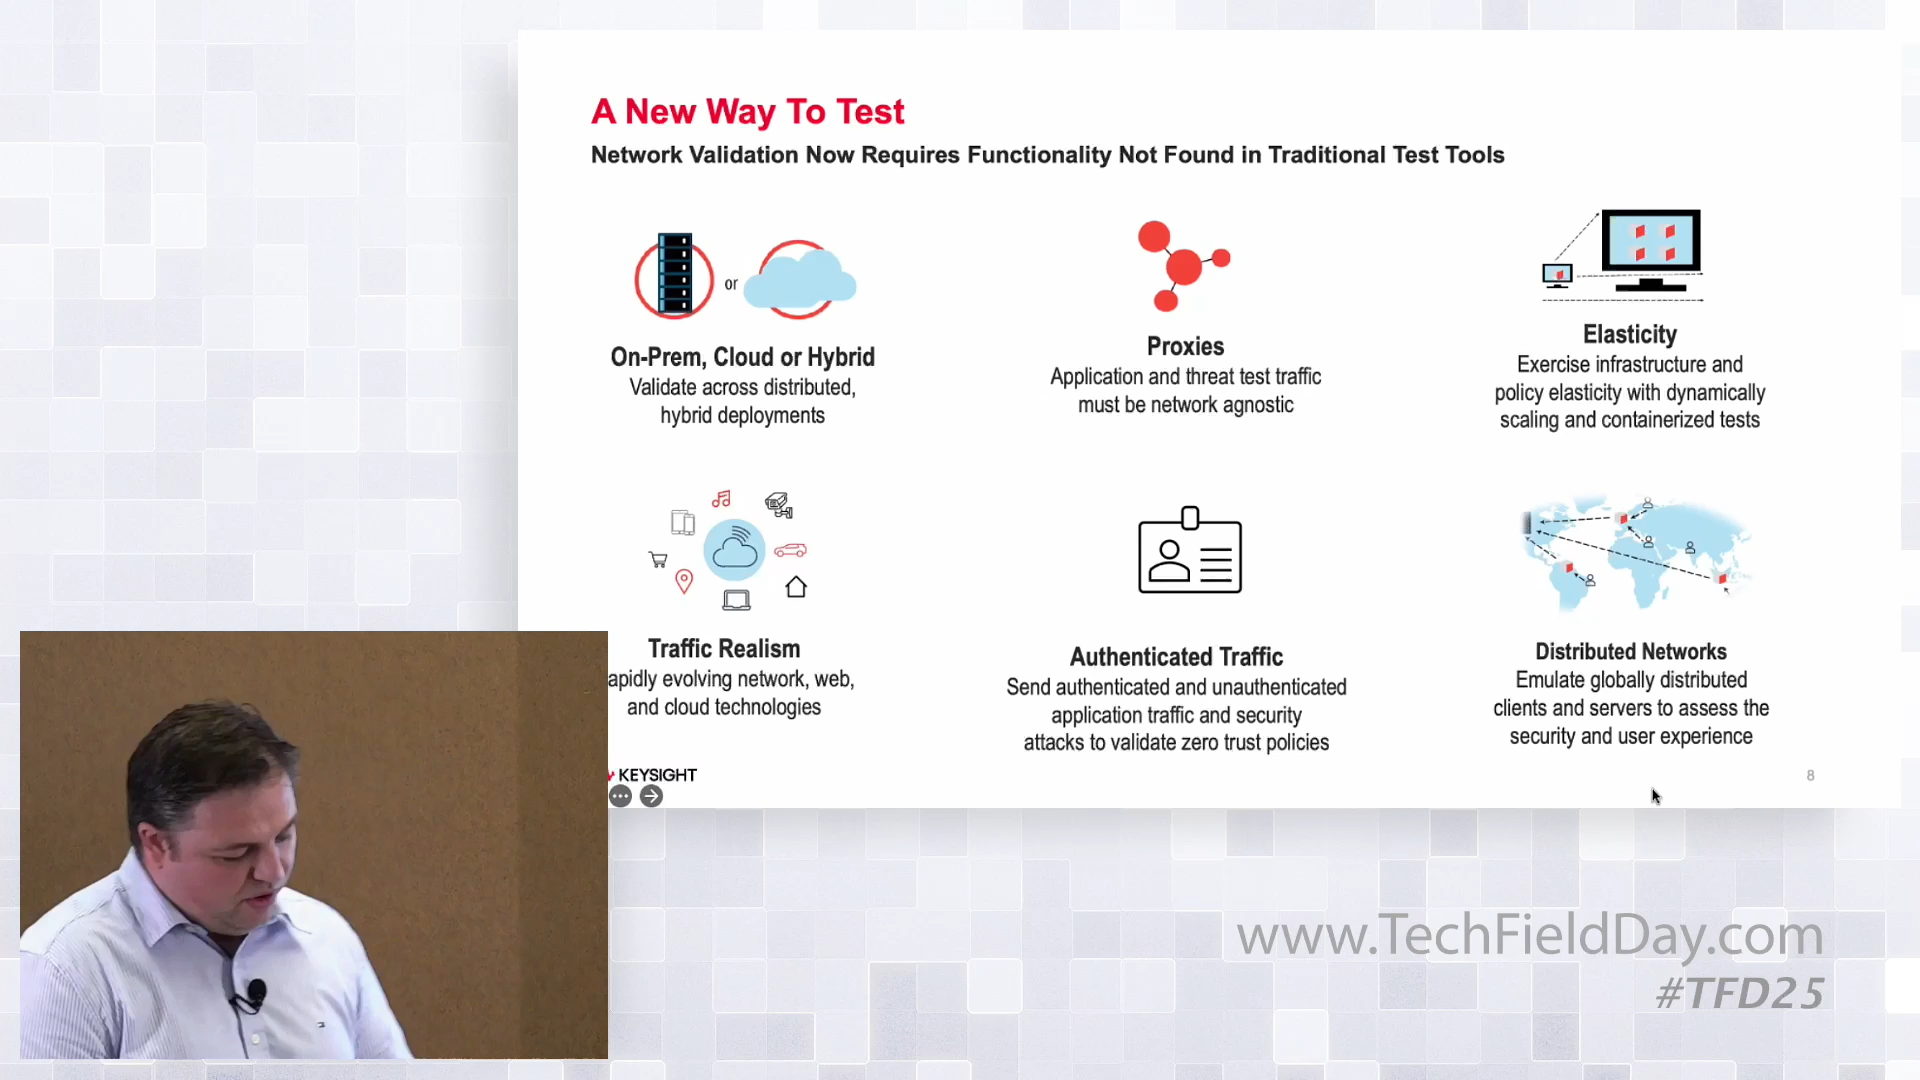 A New Way To Test
Network Validation Now Requires Functionality Not Found in Traditional Test Tools
or
On-Prem, Cloud or Hybrid
Validate across distributed,
hybrid deployments
Proxies
Application and threat test traffic
must be network agnostic
Elasticity
Exercise infrastructure and
policy elasticity with dynamically
scaling and containerized tests
Traffic Realism
apidly evolving network, web,
and cloud technologies
Authenticated Traffic
Send authenticated and unauthenticated
application traffic and security
attacks to validate zero trust policies
Distributed Networks
Emulate globally distributed
clients and servers to assess the
security and user experience
KEYSIGHT
8
www.TechFieldDay.com
#TFD25